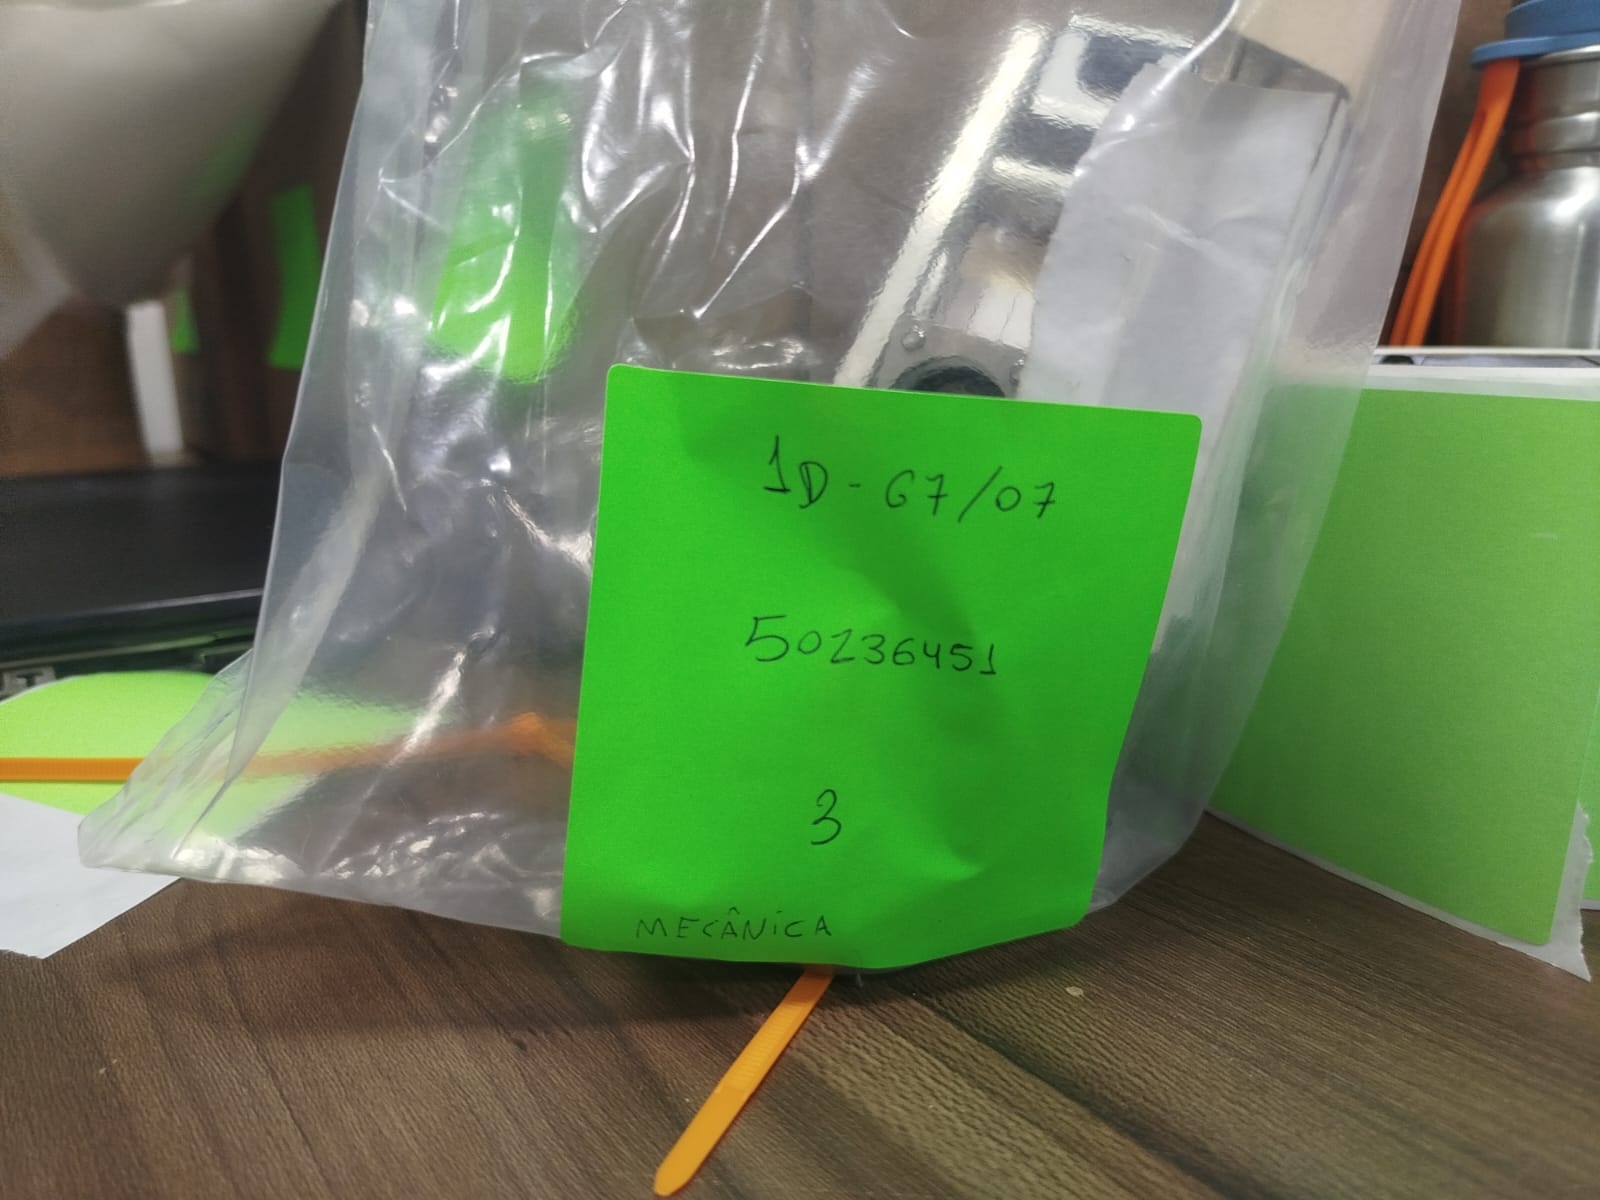 1D - G7/07
50236451
3
MECÂNICA